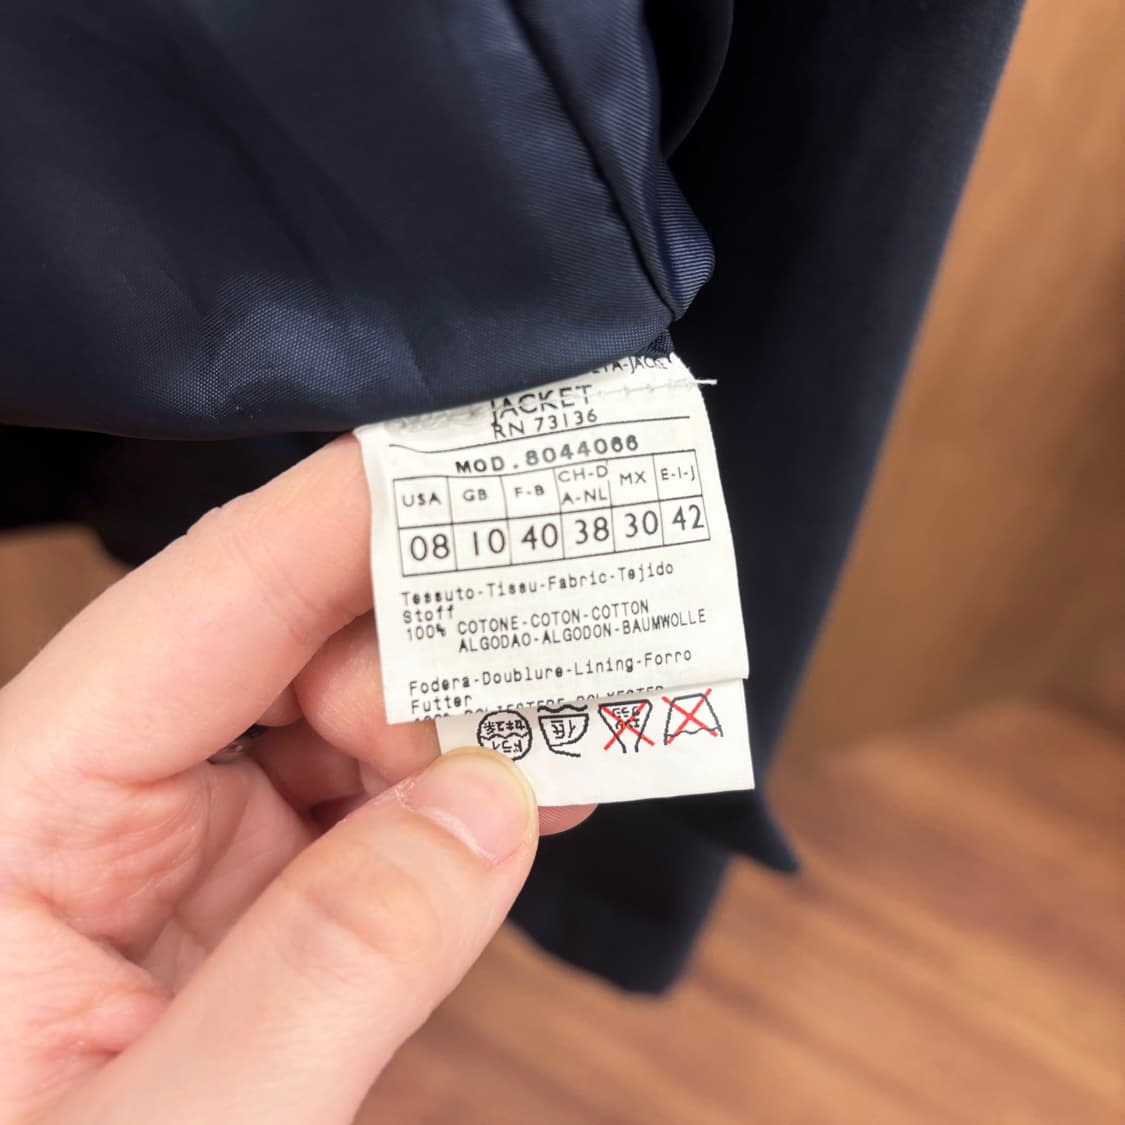 JACKET
RN 73136
MOD.8044066
USA GB F-B CH-D A-NL MX E-I-J
08 10 40 38 30 42
Tessuto-Tissu-Fabric-Tejido
Stoff
100% COTONE-COTON-COTTON
ALGODAO-ALGODON-BAUMWOLLE
Fodera-Doublure-Lining-Forro
Futter